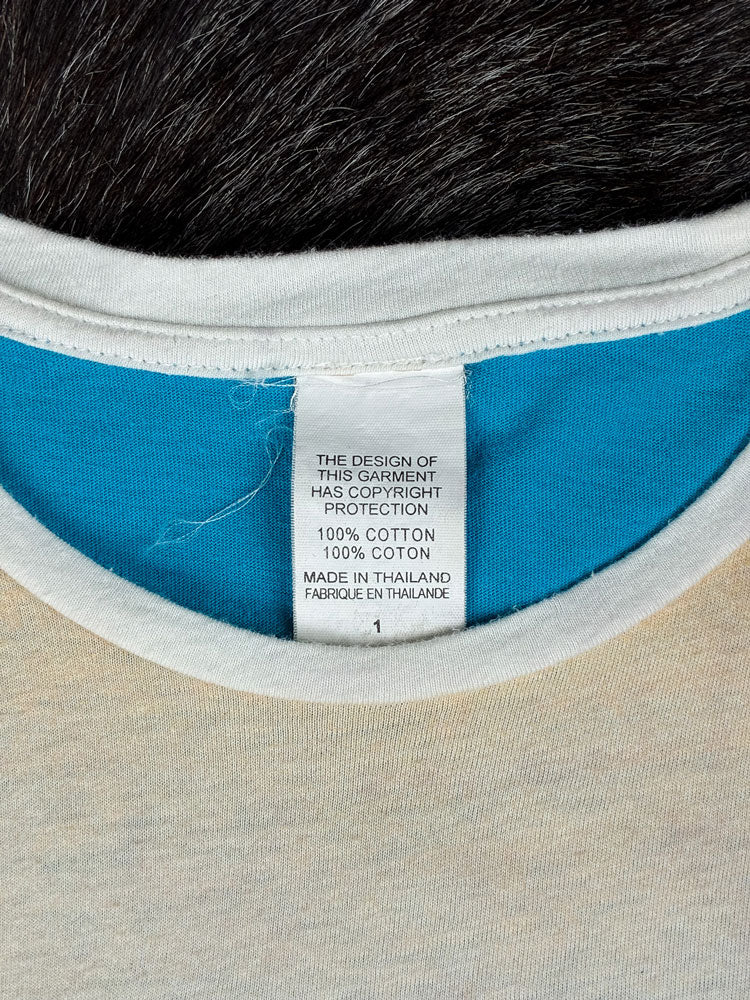 THE DESIGN OF
THIS GARMENT
HAS COPYRIGHT
PROTECTION
100% COTTON
100% COTON
MADE IN THAILAND
FABRIQUE EN THAILANDE
1